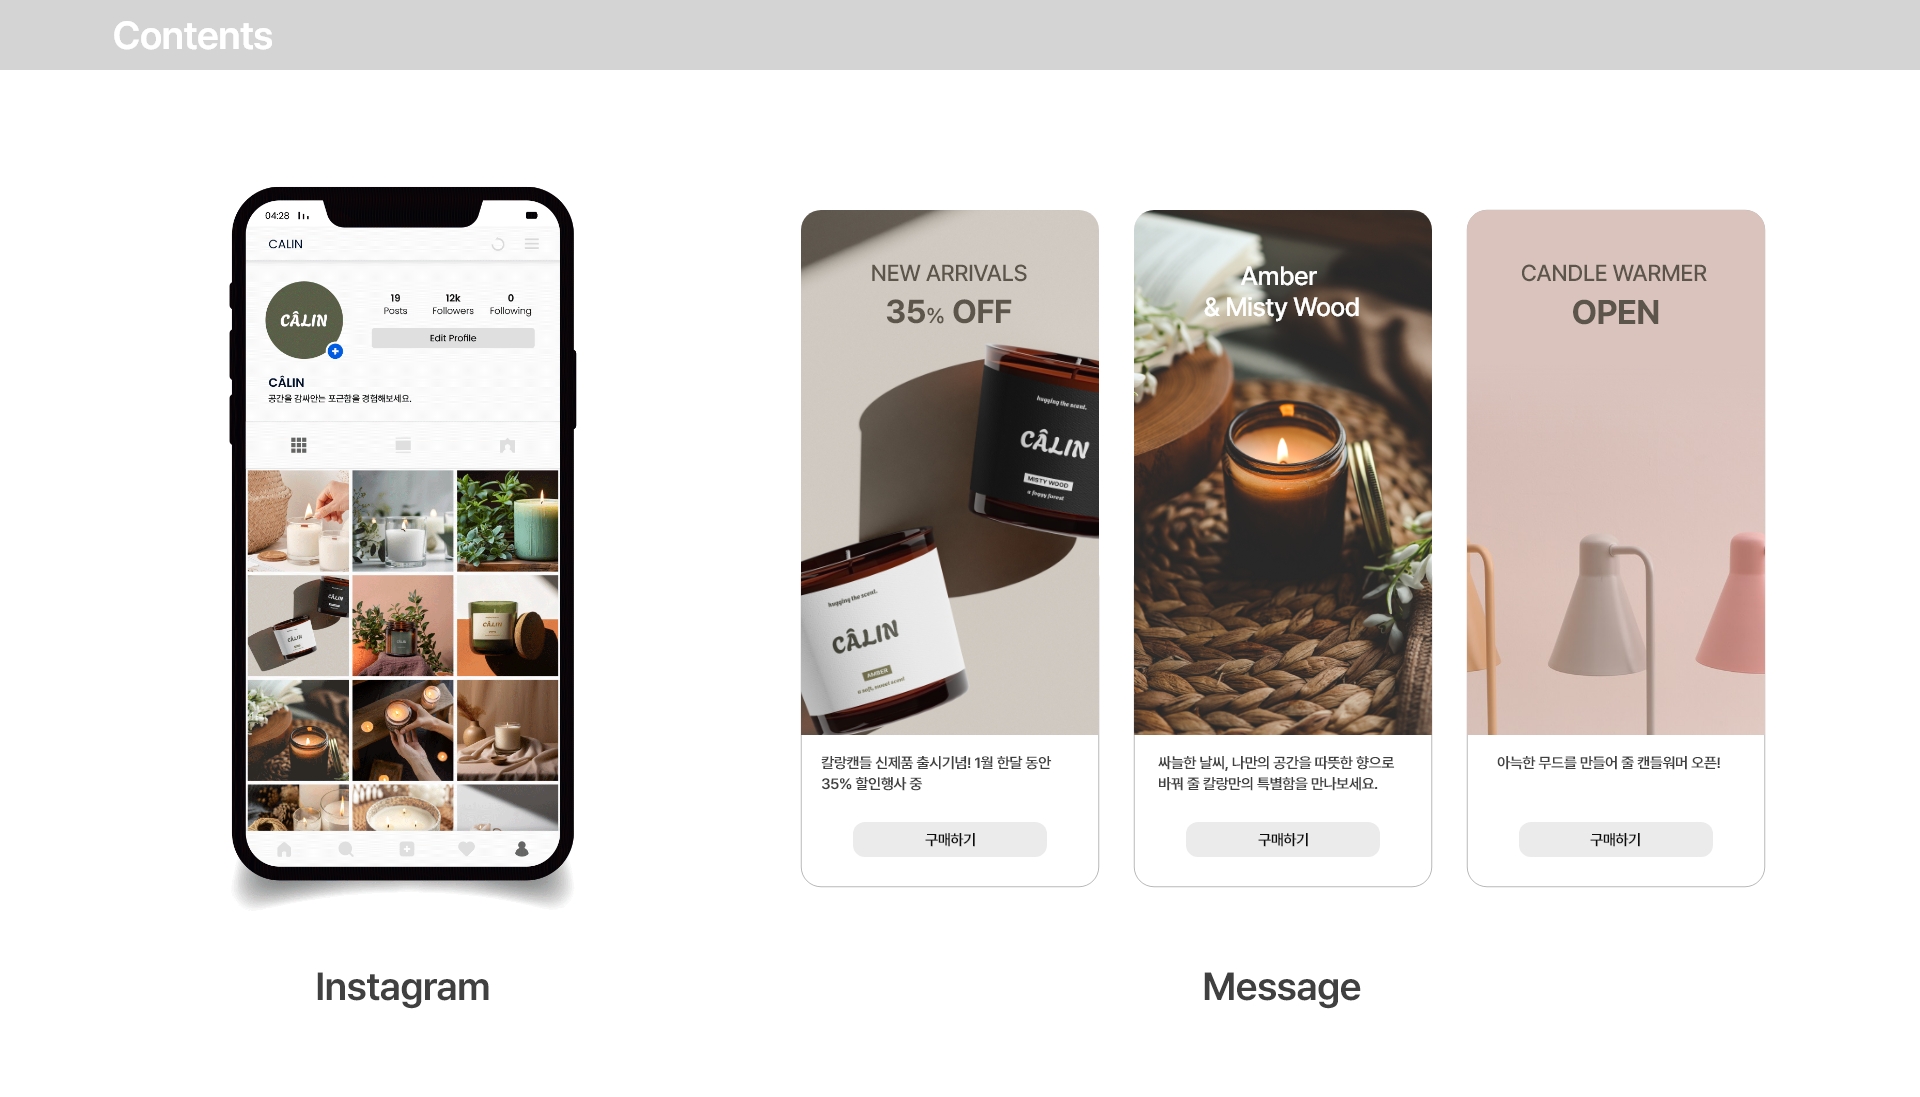 Contents
04:28
CALIN
CÂLIN
19
Posts
12k
Followers
0
Following
Edit Profile
CÂLIN
공간을 감싸안는 포근함을 경험해보세요.
Instagram
NEW ARRIVALS
35% OFF
hugging the scent.
CÂLIN
MISTY WOOD
a foggy forest
hugging the scent.
CÂLIN
AMBER
a soft, sweet scent
칼랑캔들 신제품 출시기념! 1월 한달 동안
35% 할인행사 중
구매하기
Amber
& Misty Wood
싸늘한 날씨, 나만의 공간을 따뜻한 향으로
바꿔 줄 칼랑만의 특별함을 만나보세요.
구매하기
CANDLE WARMER
OPEN
아늑한 무드를 만들어 줄 캔들워머 오픈!
구매하기
Message